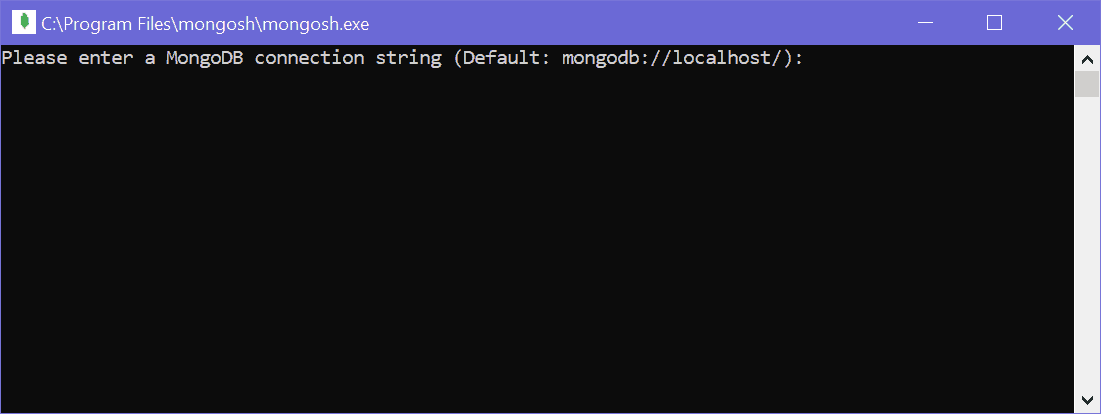 C:\Program Files\mongosh\mongosh.exe
Please enter a MongoDB connection string (Default: mongodb://localhost/):